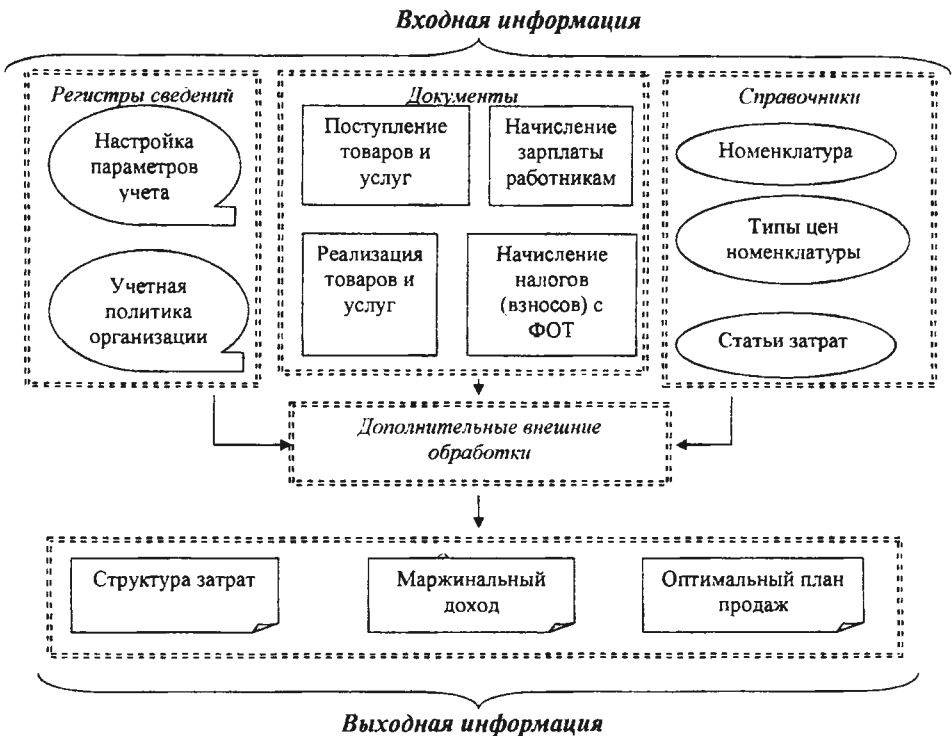 Входная информация
Регистры сведений
Настройка
параметров
учета
Учетная
политика
организации
Документы
Поступление
товаров и
услуг
Начисление
зарплаты
работникам
Реализация
товаров и
услуг
Начисление
налогов
(взносов) с
ФОТ
Справочники
Номенклатура
Типы цен
номенклатуры
Статьи затрат
Дополнительные внешние
обработки
Структура затрат
Маржинальный
доход
Оптимальный план
продаж
Выходная информация